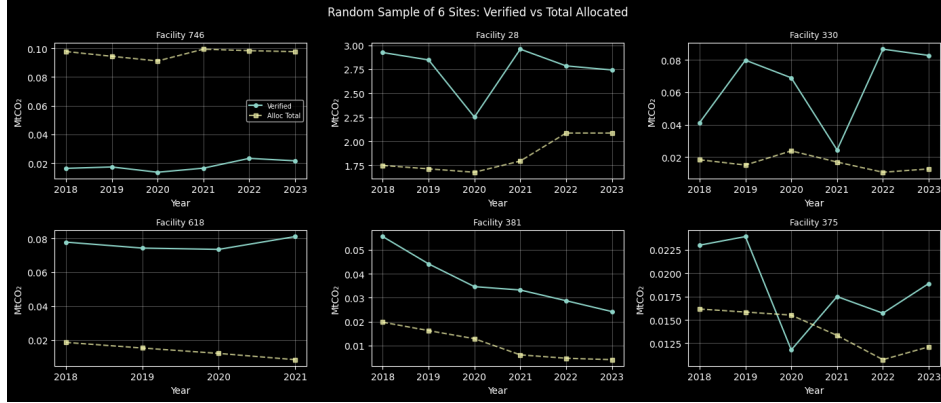 Random Sample of 6 Sites: Verified vs Total Allocated
Facility 746
MtCO₂
0.10
0.08
0.06
0.04
0.02
Verified
Alloc Total
2018 2019 2020 2021 2022 2023
Year
Facility 28
MtCO₂
3.00
2.75
2.50
2.25
2.00
1.75
2018 2019 2020 2021 2022 2023
Year
Facility 330
MtCO₂
0.08
0.06
0.04
0.02
2018 2019 2020 2021 2022 2023
Year
Facility 618
MtCO₂
0.08
0.06
0.04
0.02
2018 2019 2020 2021
Year
Facility 381
MtCO₂
0.05
0.04
0.03
0.02
0.01
2018 2019 2020 2021 2022 2023
Year
Facility 375
MtCO₂
0.0225
0.0200
0.0175
0.0150
0.0125
2018 2019 2020 2021 2022 2023
Year